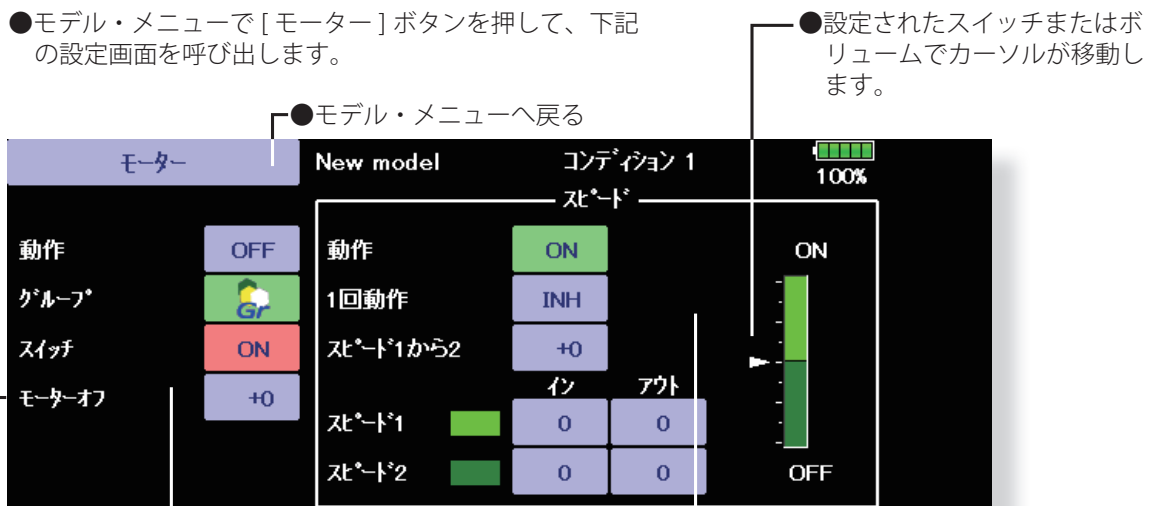 ●モデル・メニューで [ モーター ] ボタンを押して、下記
の設定画面を呼び出します。
●設定されたスイッチまたはボ
リュームでカーソルが移動し
ます。
●モデル・メニューへ戻る
モーター
New model
コンディション 1
100%
スピード
動作
OFF
動作
ON
ON
グループ
Gr
1回動作
INH
スイッチ
ON
スピード1から2
+0
モーターオフ
+0
イン
アウト
スピード1
0
0
スピード2
0
0
OFF